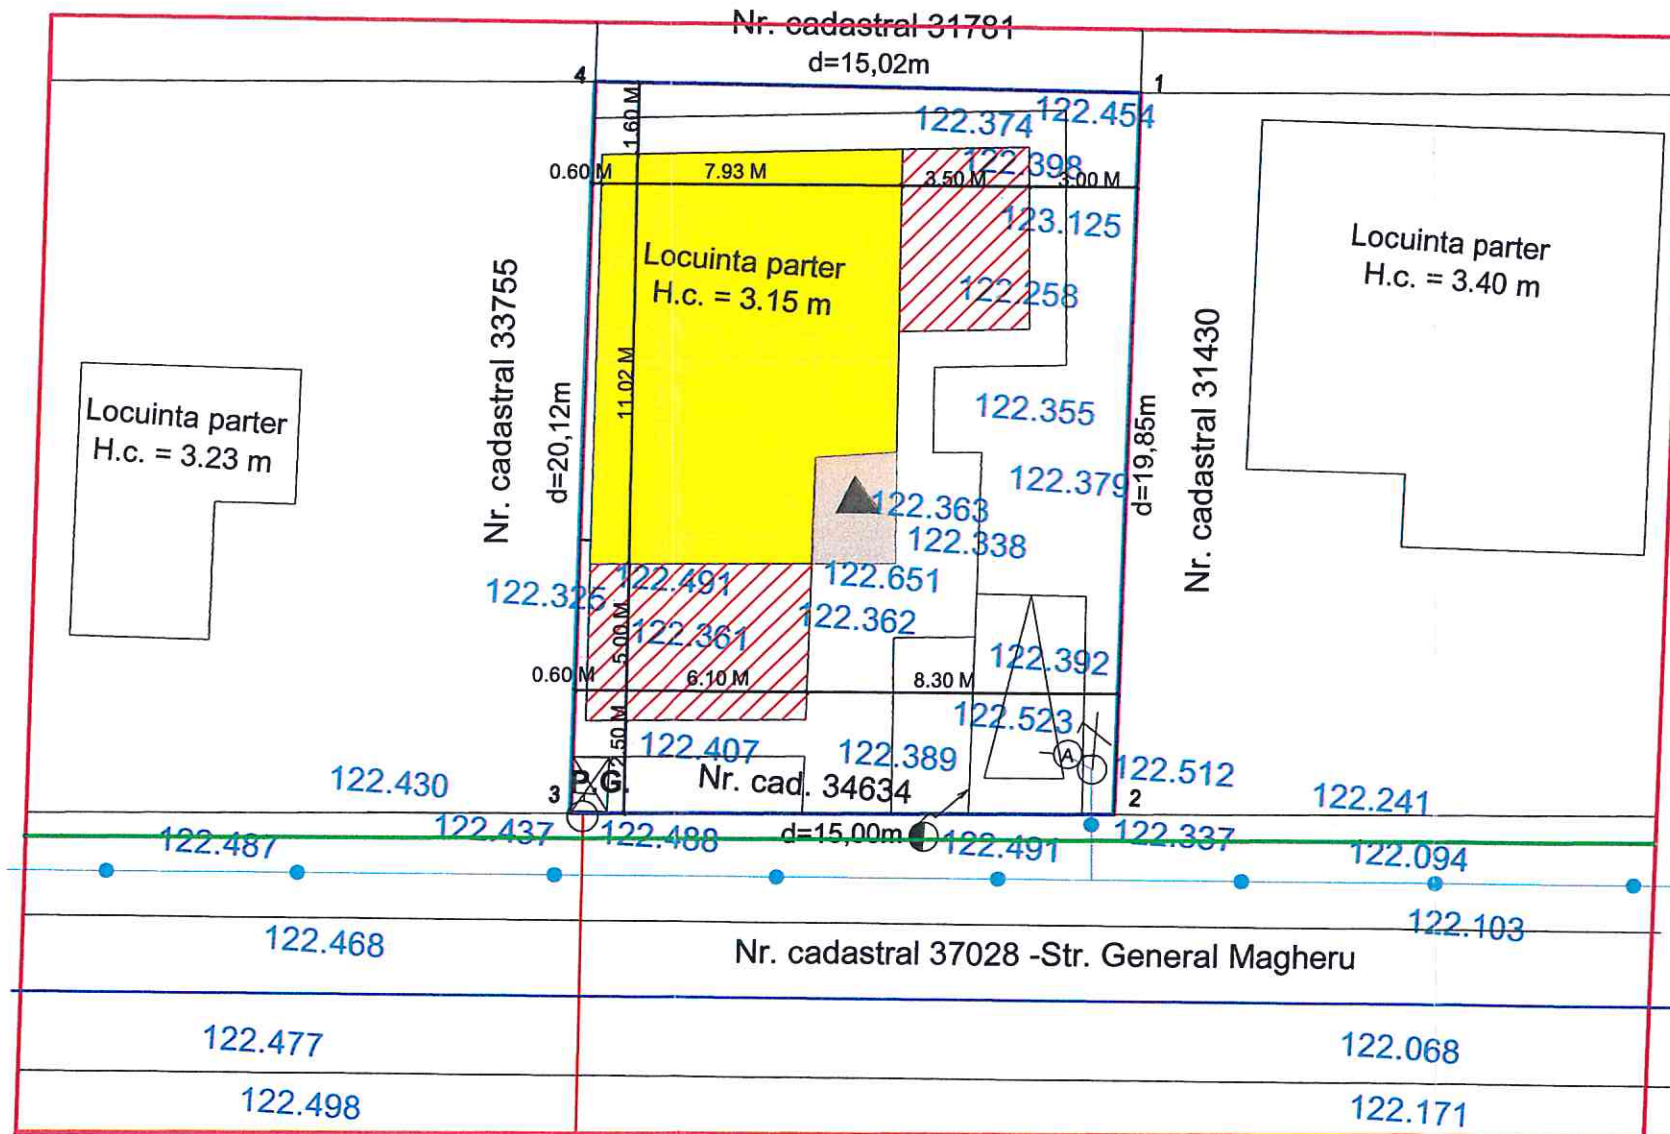 Nr. cadastral 31781
d=15,02m
4
1
1.60 M
122.374
122.454
122.398
0.60 M
7.93 M
3.50 M
3.00 M
123.125
Locuinta parter
H.c. = 3.15 m
122.258
Locuinta parter
H.c. = 3.40 m
Nr. cadastral 33755
d=20,12m
11.02 M
Nr. cadastral 31430
d=19,85m
122.355
Locuinta parter
H.c. = 3.23 m
122.379
122.363
122.338
122.325
122.491
122.651
122.361
122.362
5.00 M
122.392
0.60 M
6.10 M
8.30 M
122.523
2.50 M
122.407
122.389
A
122.512
122.430
3
P.G.
Nr. cad. 34634
2
122.241
122.487
122.437
122.488
d=15,00m
122.491
122.337
122.094
122.468
122.103
Nr. cadastral 37028 -Str. General Magheru
122.477
122.068
122.498
122.171